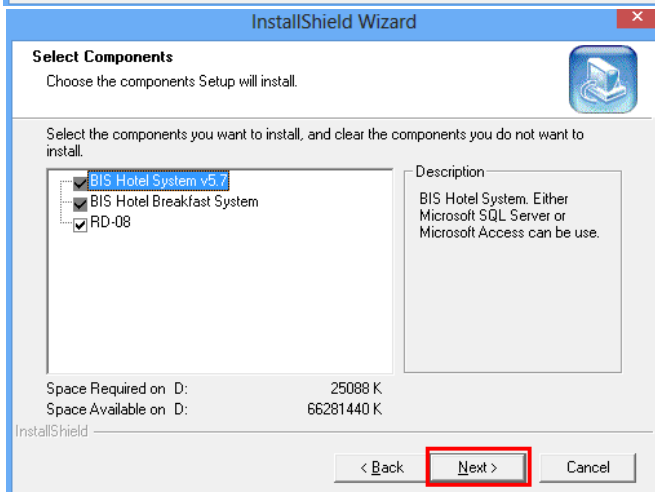 InstallShield Wizard
Select Components
Choose the components Setup will install.
Select the components you want to install, and clear the components you do not want to
install.
BIS Hotel System v5.7
BIS Hotel Breakfast System
RD-08
Description
BIS Hotel System. Either
Microsoft SQL Server or
Microsoft Access can be use.
Space Required on D: 25088 K
Space Available on D: 66281440 K
InstallShield
< Back Next > Cancel